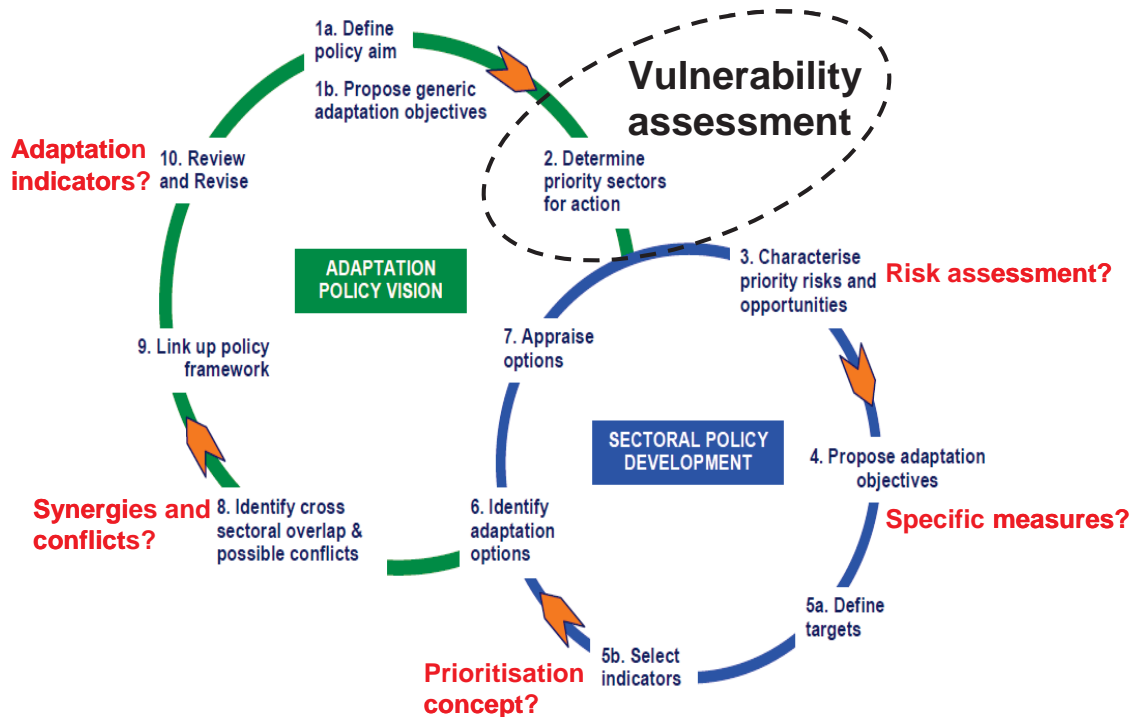 1a. Define
policy aim
1b. Propose generic
adaptation objectives
Vulnerability
assessment
2. Determine
priority sectors
for action
Adaptation
indicators?
10. Review
and Revise
ADAPTATION
POLICY VISION
3. Characterise
priority risks and
opportunities
Risk assessment?
9. Link up policy
framework
7. Appraise
options
SECTORAL POLICY
DEVELOPMENT
4. Propose adaptation
objectives
Specific measures?
Synergies and
conflicts?
8. Identify cross
sectoral overlap &
possible conflicts
6. Identify
adaptation
options
5a. Define
targets
5b. Select
indicators
Prioritisation
concept?